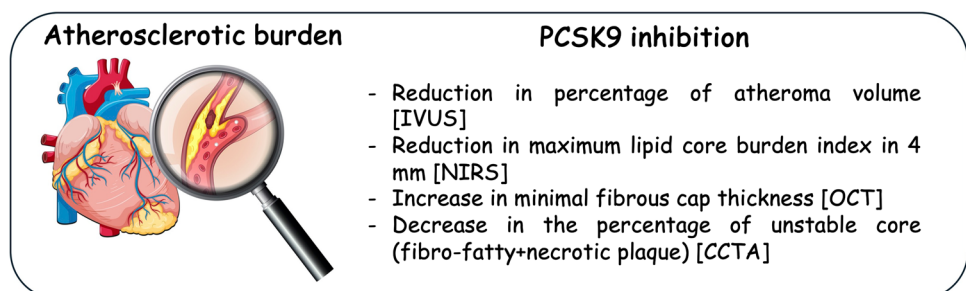 Atherosclerotic burden
PCSK9 inhibition
- Reduction in percentage of atheroma volume
[IVUS]
- Reduction in maximum lipid core burden index in 4
mm [NIRS]
- Increase in minimal fibrous cap thickness [OCT]
- Decrease in the percentage of unstable core
(fibro-fatty+necrotic plaque) [CCTA]